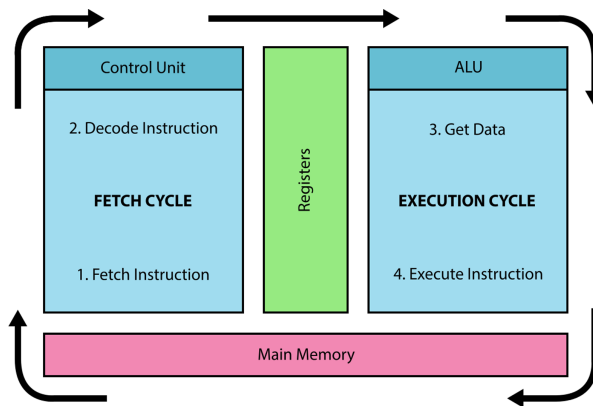 Control Unit
2. Decode Instruction
FETCH CYCLE
1. Fetch Instruction
Registers
ALU
3. Get Data
EXECUTION CYCLE
4. Execute Instruction
Main Memory